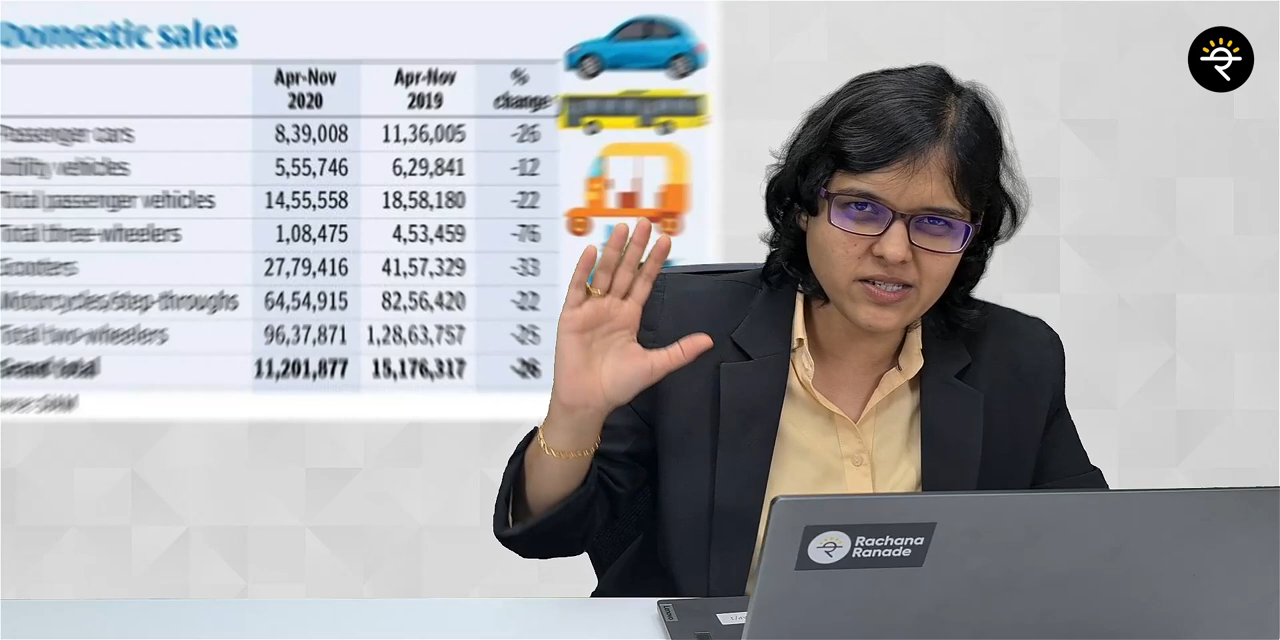 Domestic sales
Apr-Nov 2020 Apr-Nov 2019 % change
Passenger cars 8,39,008 11,36,005 -26
Utility vehicles 5,55,746 6,29,841 -12
Total passenger vehicles 14,55,558 18,58,180 -22
Total three-wheelers 1,08,475 4,53,459 -76
Scooters 27,79,416 41,57,329 -33
Motorcycles/step-throughs 64,54,915 82,56,420 -22
Total two-wheelers 96,37,871 1,28,63,757 -25
Grand total 11,201,877 15,176,317 -26
Rachana
Ranade
Lenovo